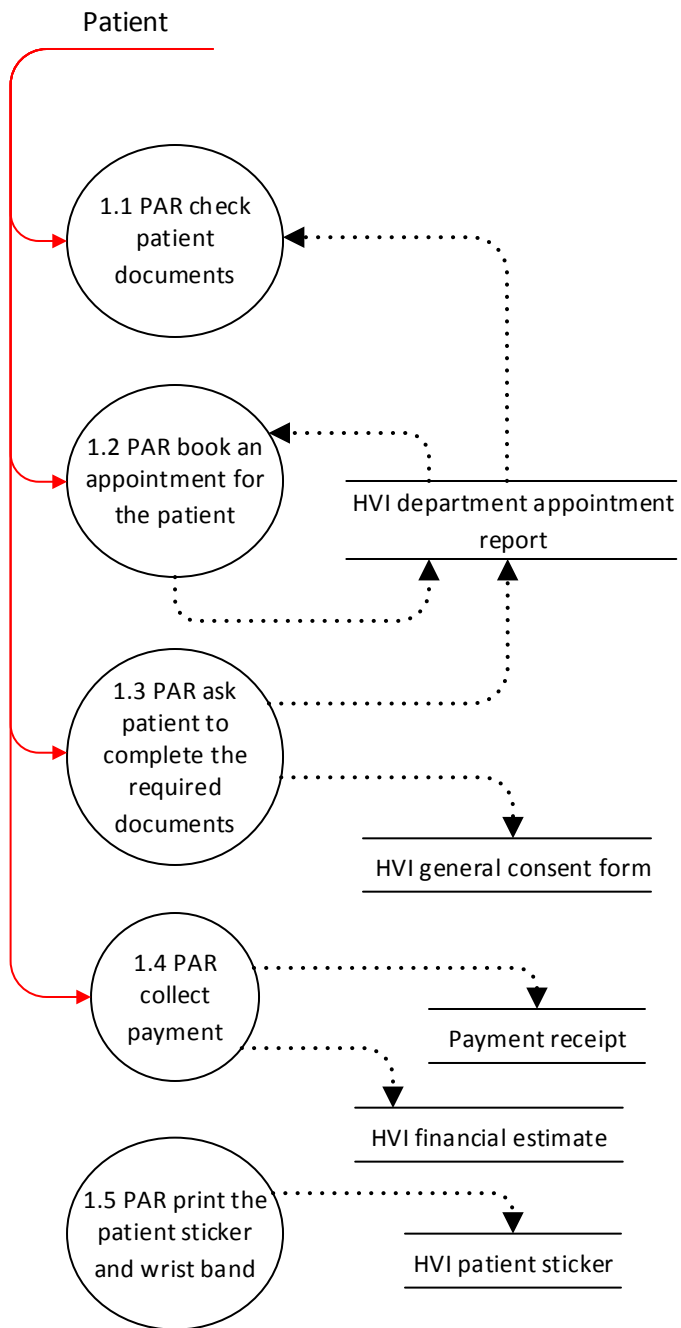 Patient
1.1 PAR check
patient
documents
1.2 PAR book an
appointment for
the patient
HVI department appointment
report
1.3 PAR ask
patient to
complete the
required
documents
HVI general consent form
1.4 PAR
collect
payment
Payment receipt
HVI financial estimate
1.5 PAR print the
patient sticker
and wrist band
HVI patient sticker